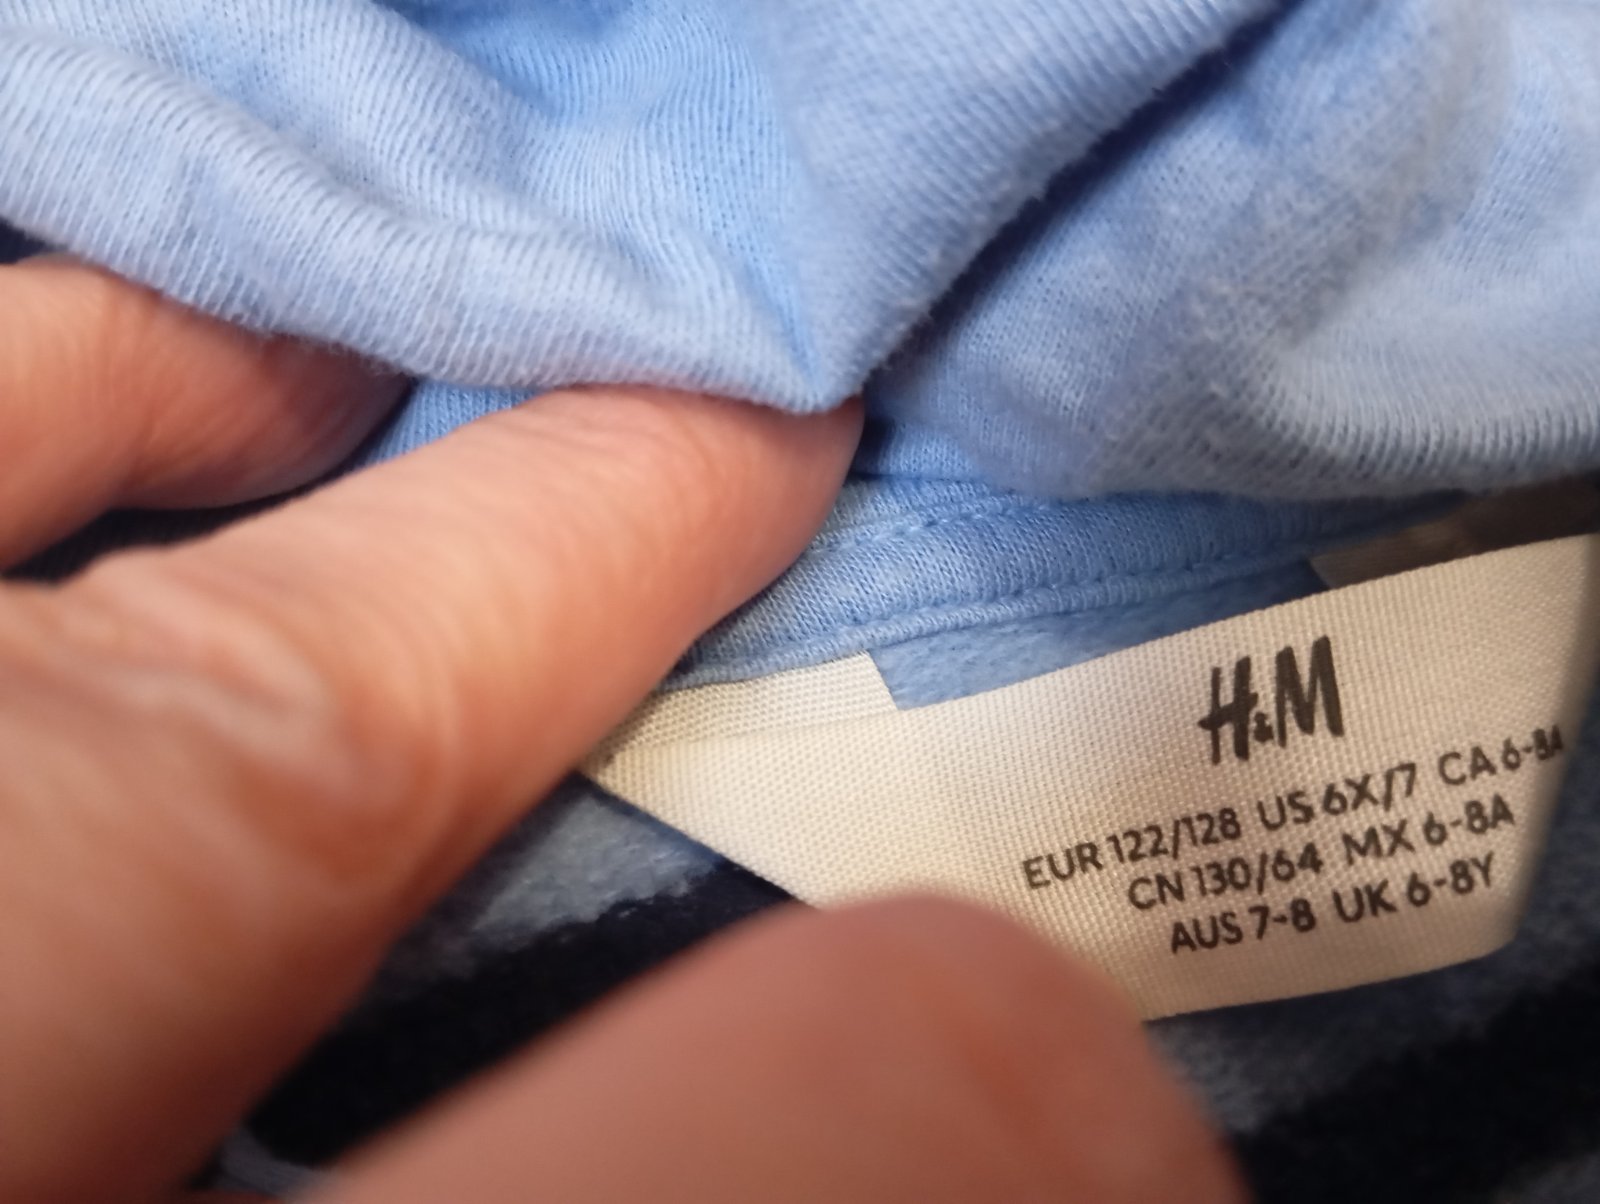 H&M
EUR 122/128 US 6X/7 CA 6-8A
CN 130/64 MX 6-8A
AUS 7-8 UK 6-8Y